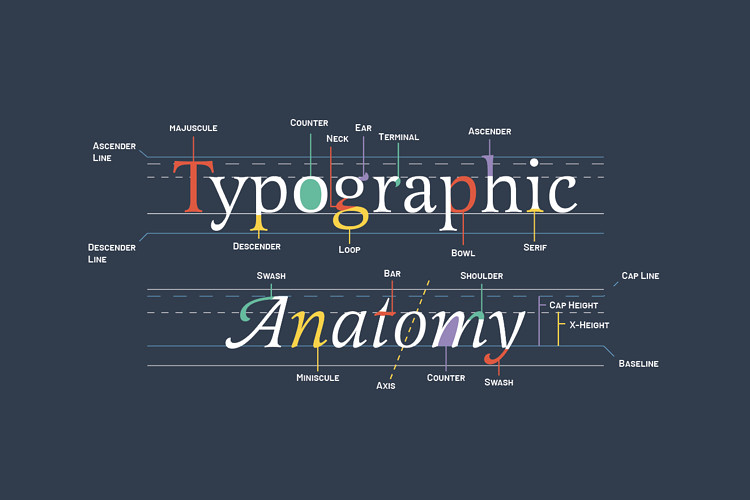 MAJUSCULE
COUNTER
NECK
EAR
TERMINAL
ASCENDER
ASCENDER
LINE
Typographic
DESCENDER
LINE
DESCENDER
LOOP
BOWL
SERIF
SWASH
BAR
SHOULDER
CAP LINE
Anatomy
CAP HEIGHT
X-HEIGHT
BASELINE
MINISCULE
AXIS
COUNTER
SWASH